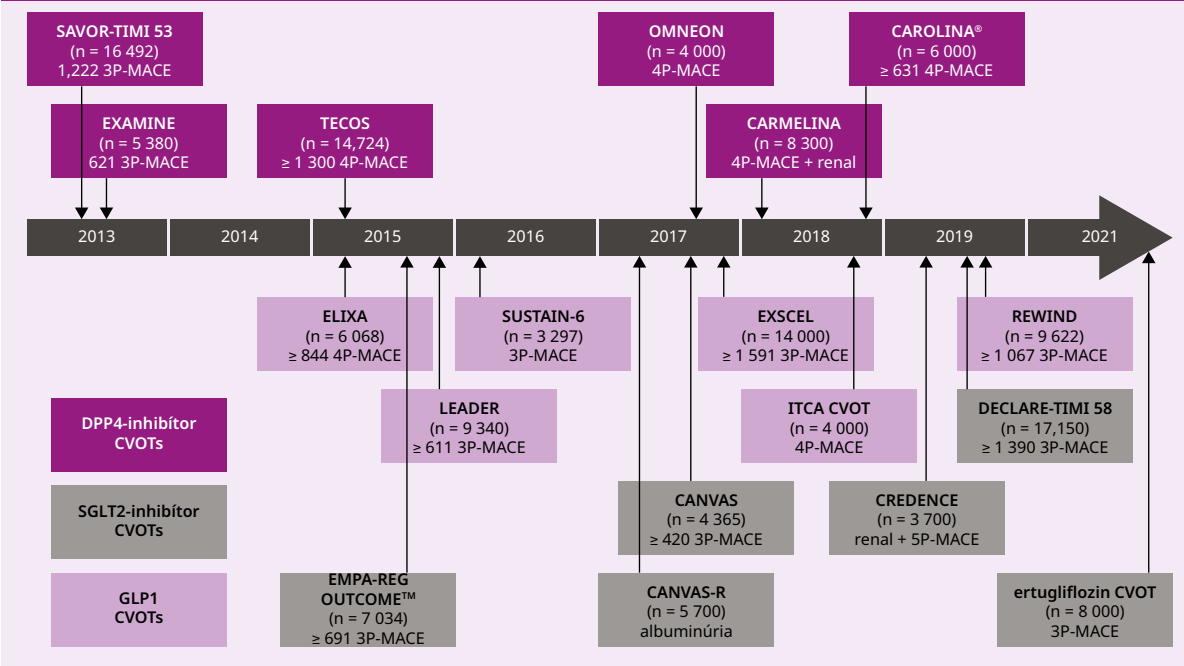 SAVOR-TIMI 53
(n = 16 492)
1,222 3P-MACE
OMNEON
(n = 4 000)
4P-MACE
CAROLINA®
(n = 6 000)
≥ 631 4P-MACE
EXAMINE
(n = 5 380)
621 3P-MACE
TECOS
(n = 14,724)
≥ 1 300 4P-MACE
CARMELINA
(n = 8 300)
4P-MACE + renal
2013
2014
2015
2016
2017
2018
2019
2021
ELIXA
(n = 6 068)
≥ 844 4P-MACE
SUSTAIN-6
(n = 3 297)
3P-MACE
EXSCEL
(n = 14 000)
≥ 1 591 3P-MACE
REWIND
(n = 9 622)
≥ 1 067 3P-MACE
LEADER
(n = 9 340)
≥ 611 3P-MACE
ITCA CVOT
(n = 4 000)
4P-MACE
DECLARE-TIMI 58
(n = 17,150)
≥ 1 390 3P-MACE
DPP4-inhibítor
CVOTs
SGLT2-inhibítor
CVOTs
GLP1
CVOTs
CANVAS
(n = 4 365)
≥ 420 3P-MACE
CREDENCE
(n = 3 700)
renal + 5P-MACE
EMPA-REG
OUTCOME™
(n = 7 034)
≥ 691 3P-MACE
CANVAS-R
(n = 5 700)
albuminúria
ertugliflozin CVOT
(n = 8 000)
3P-MACE